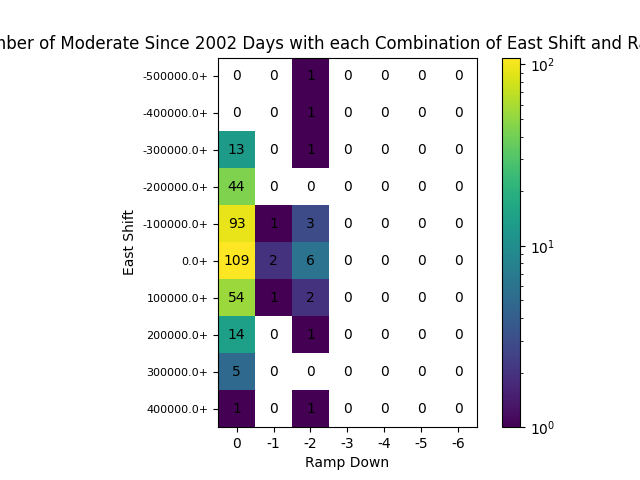 of Moderate Since 2002 Days with each Combination of East Shift and
-500000.0+ 0 0 1 0 0 0 0
-400000.0+ 0 0 1 0 0 0 0
-300000.0+ 13 0 1 0 0 0 0
-200000.0+ 44 0 0 0 0 0 0
-100000.0+ 93 1 3 0 0 0 0
0.0+ 109 2 6 0 0 0 0
100000.0+ 54 1 2 0 0 0 0
200000.0+ 14 0 1 0 0 0 0
300000.0+ 5 0 0 0 0 0 0
400000.0+ 1 0 1 0 0 0 0
0 -1 -2 -3 -4 -5 -6
Ramp Down
East Shift
10²
10¹
10⁰